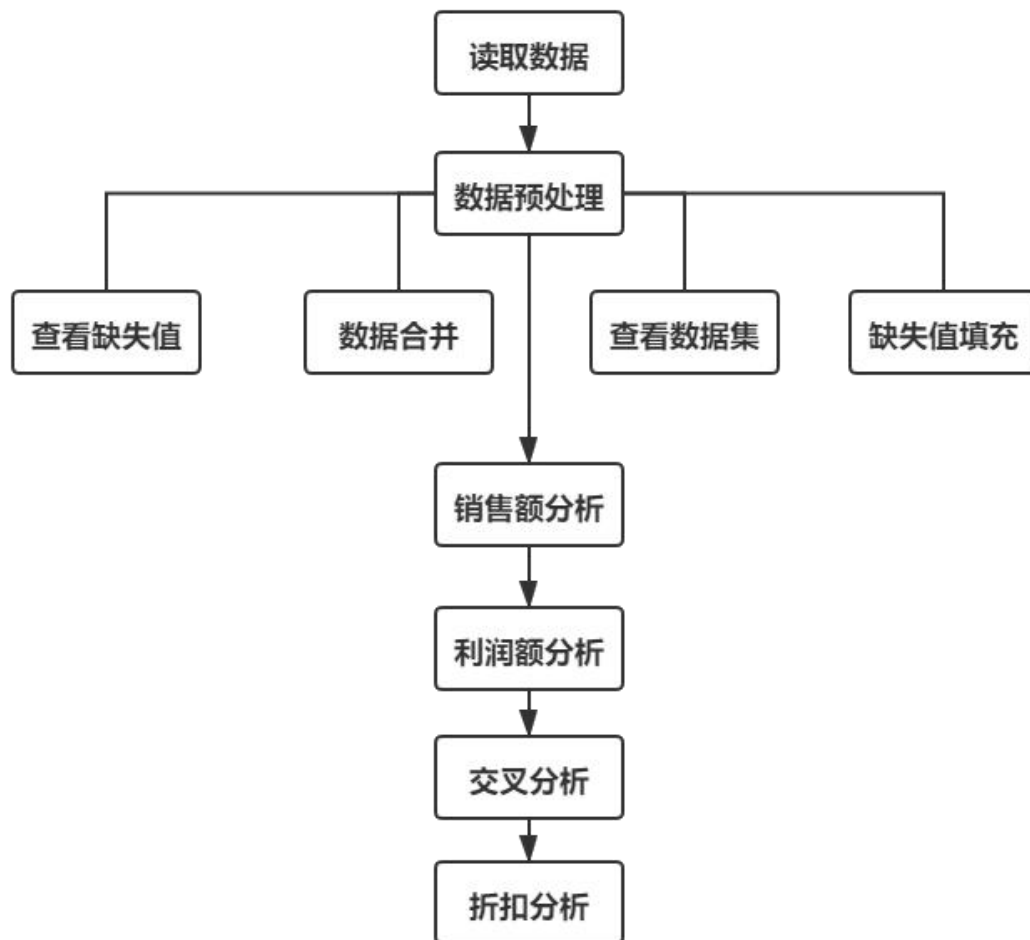 读取数据
数据预处理
查看缺失值
数据合并
查看数据集
缺失值填充
销售额分析
利润额分析
交叉分析
折扣分析